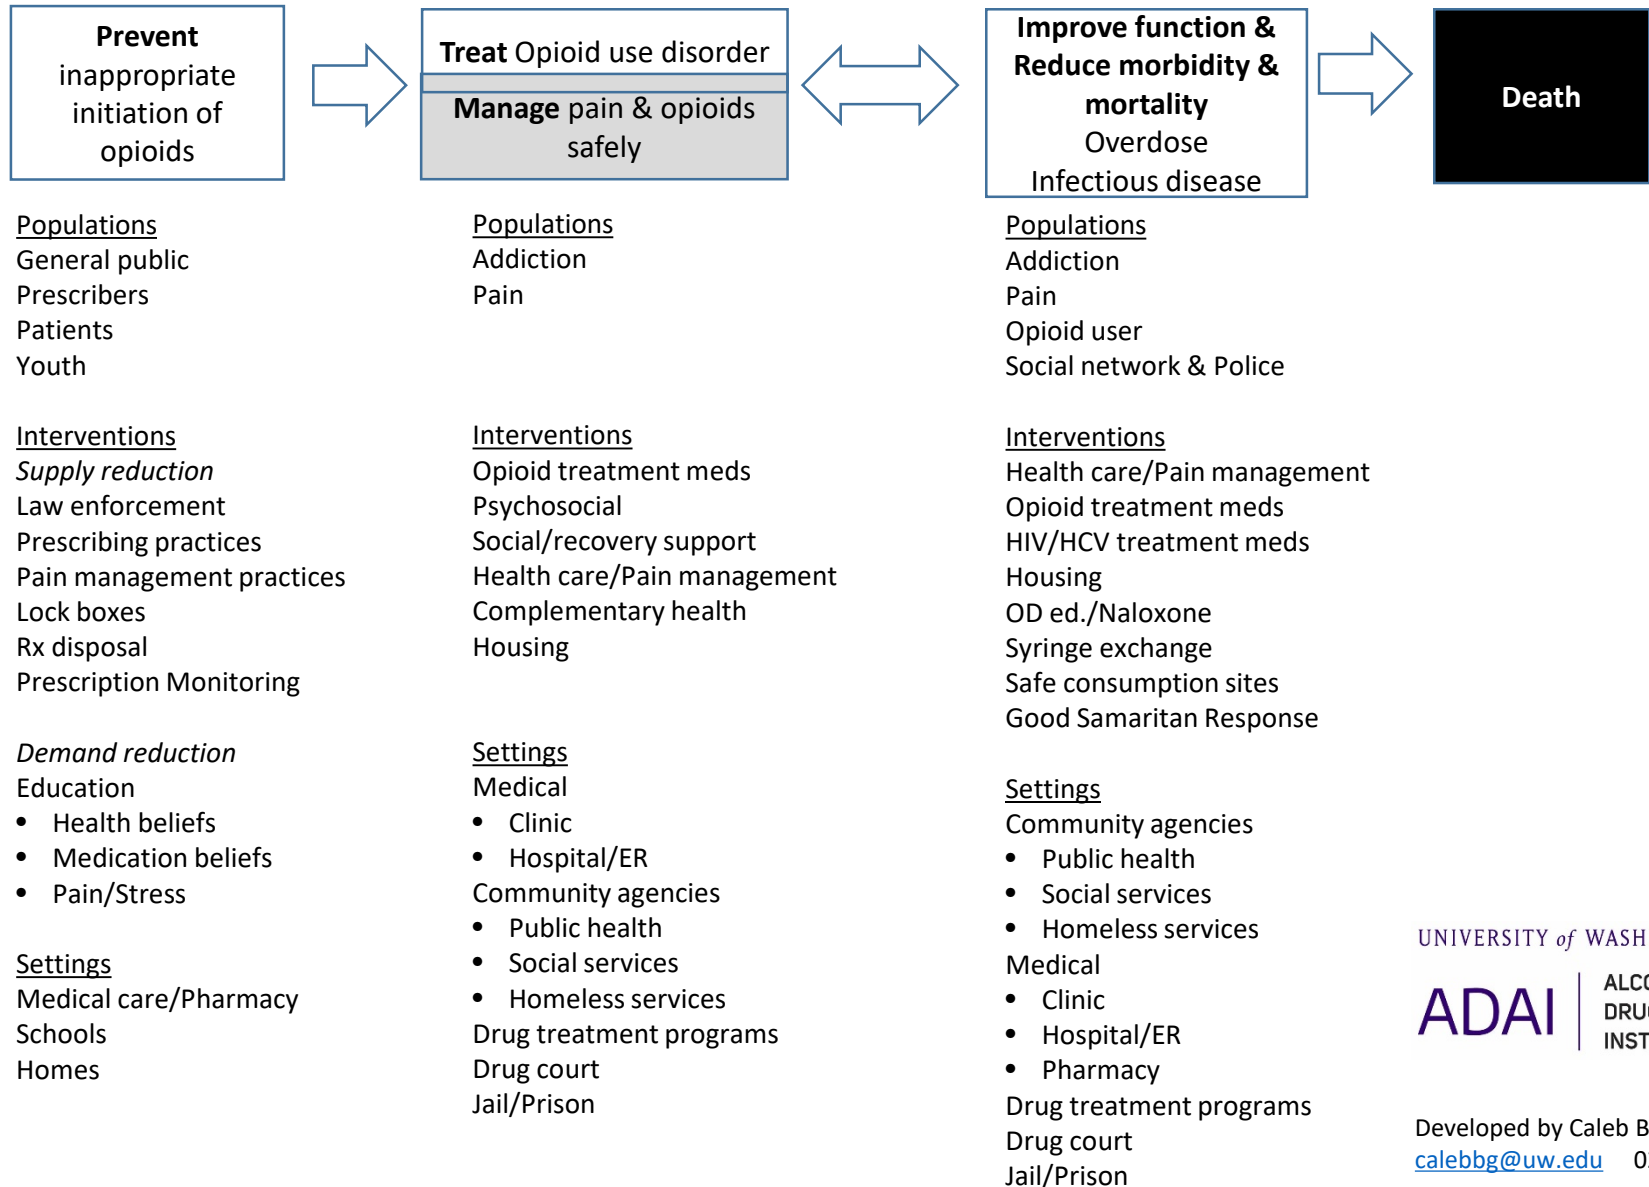 Prevent
inappropriate
initiation of
opioids
Treat Opioid use disorder
Manage pain & opioids
safely
Improve function &
Reduce morbidity &
mortality
Overdose
Infectious disease
Death
Populations
General public
Prescribers
Patients
Youth
Interventions
Supply reduction
Law enforcement
Prescribing practices
Pain management practices
Lock boxes
Rx disposal
Prescription Monitoring
Demand reduction
Education
• Health beliefs
• Medication beliefs
• Pain/Stress
Settings
Medical care/Pharmacy
Schools
Homes
Populations
Addiction
Pain
Interventions
Opioid treatment meds
Psychosocial
Social/recovery support
Health care/Pain management
Complementary health
Housing
Settings
Medical
• Clinic
• Hospital/ER
Community agencies
• Public health
• Social services
• Homeless services
Drug treatment programs
Drug court
Jail/Prison
Populations
Addiction
Pain
Opioid user
Social network & Police
Interventions
Health care/Pain management
Opioid treatment meds
HIV/HCV treatment meds
Housing
OD ed./Naloxone
Syringe exchange
Safe consumption sites
Good Samaritan Response
Settings
Community agencies
• Public health
• Social services
• Homeless services
Medical
• Clinic
• Hospital/ER
• Pharmacy
Drug treatment programs
Drug court
Jail/Prison
UNIVERSITY of WASH
ADAI
ALCO
DRUG
INST
Developed by Caleb B
calebbg@uw.edu